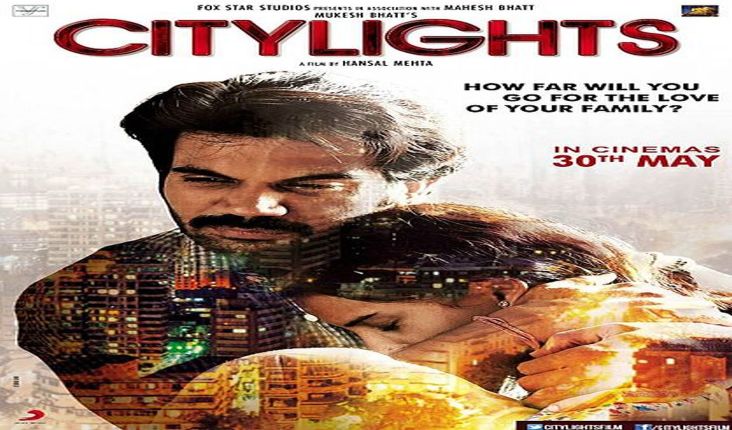 FOX STAR STUDIOS PRESENTS IN ASSOCIATION WITH MAHESH BHATT
MUKESH BHATT'S
CITYLIGHTS
A FILM BY HANSAL MEHTA
HOW FAR WILL YOU
GO FOR THE LOVE
OF YOUR FAMILY?
IN CINEMAS
30TH MAY
/CITYLIGHTSFILM
/CITYLIGHTSFILM